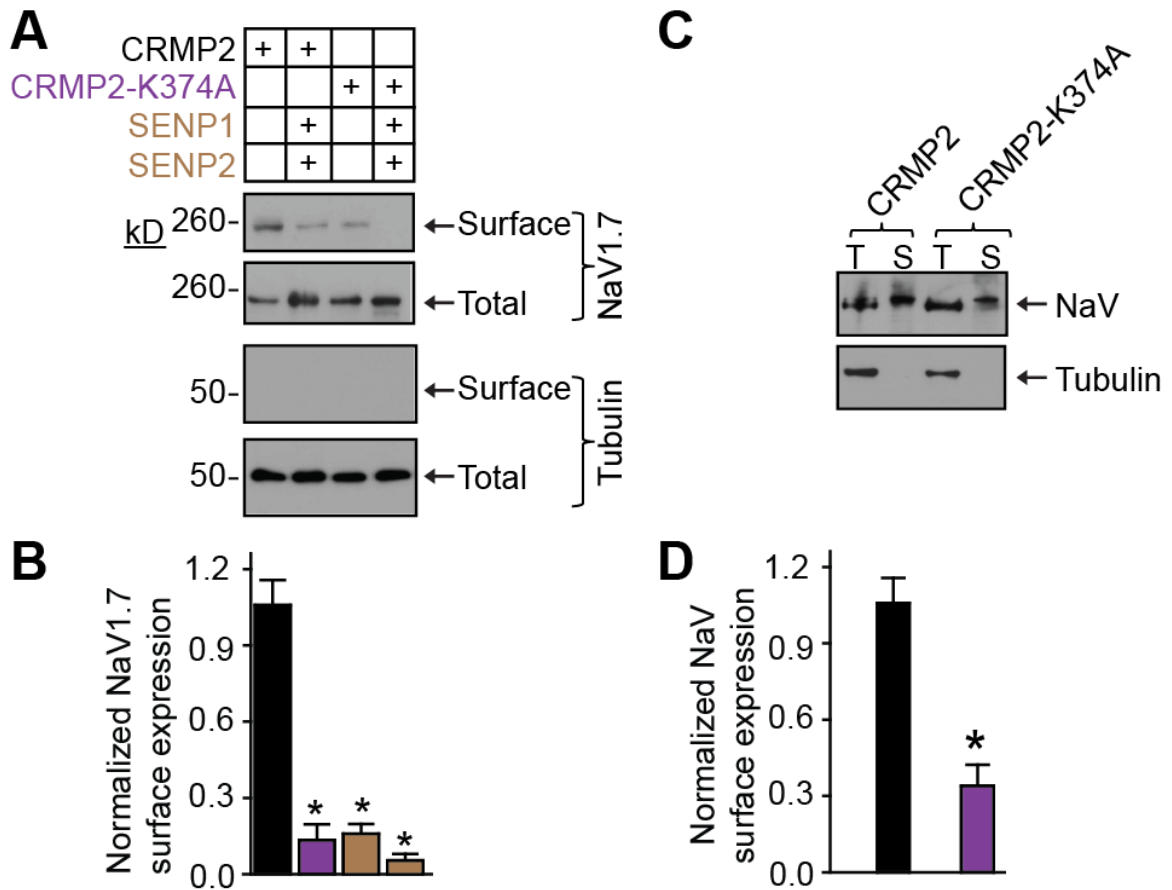 A
CRMP2 + +
CRMP2-K374A + +
SENP1 + +
SENP2 + +
kD 260- Surface
260- Total
NaV1.7
50- Surface
50- Total
Tubulin
B
Normalized NaV1.7
surface expression
1.2
0.9
0.6
0.3
0.0
* * *
C
CRMP2 CRMP2-K374A
T S T S
NaV
Tubulin
D
Normalized NaV
surface expression
1.2
0.9
0.6
0.3
0.0
*